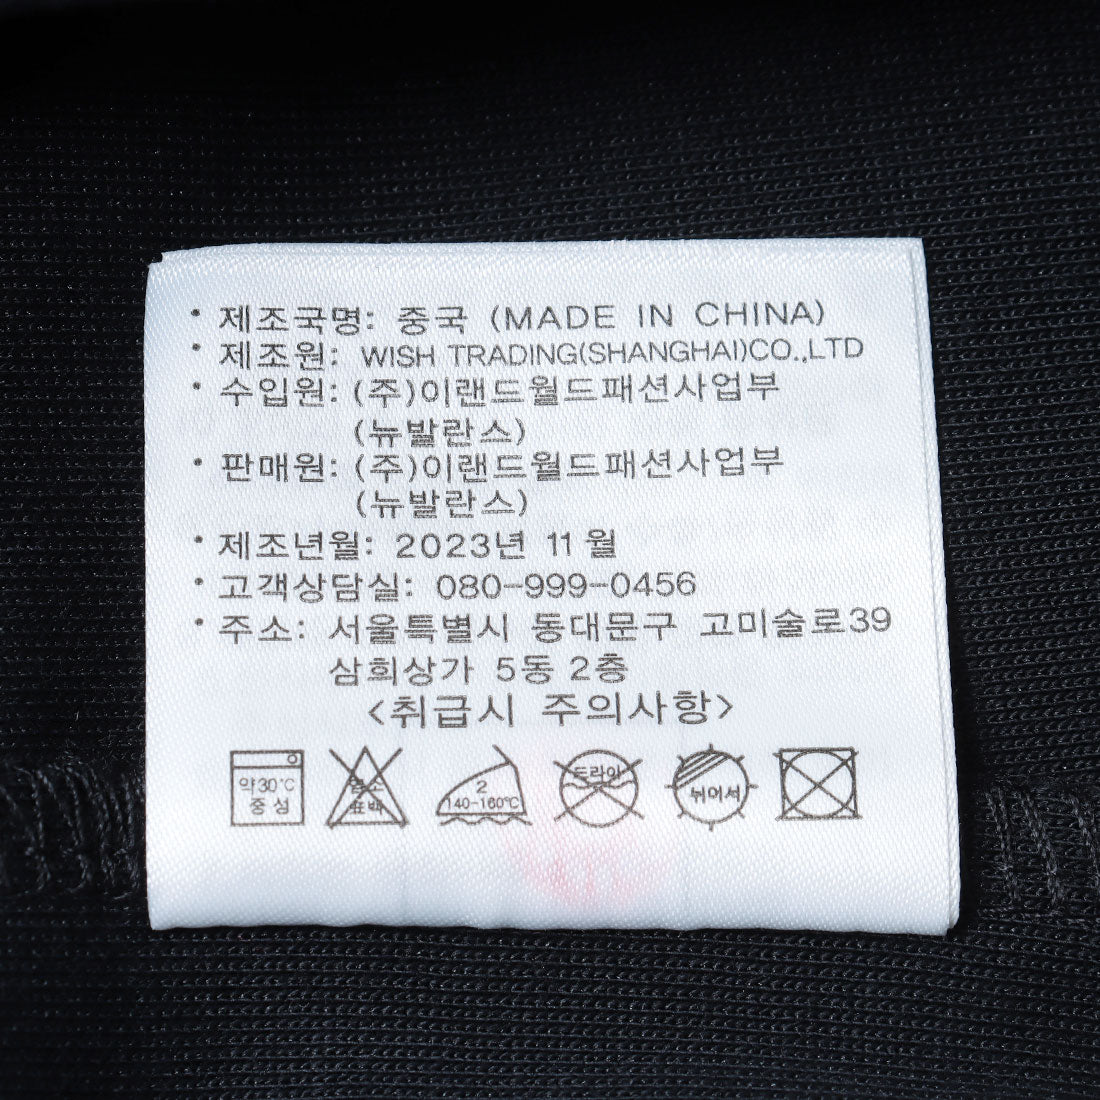 • 제조국명: 중국 (MADE IN CHINA)
• 제조원: WISH TRADING(SHANGHAI)CO.,LTD
• 수입원: (주)이랜드월드패션사업부
(뉴발란스)
• 판매원: (주)이랜드월드패션사업부
(뉴발란스)
• 제조년월: 2023년 11월
• 고객상담실: 080-999-0456
• 주소: 서울특별시 동대문구 고미술로39
삼희상가 5동 2층
<취급시 주의사항>
약30℃
중성
염소
표백
2
140-160℃
드라이
뉘어서